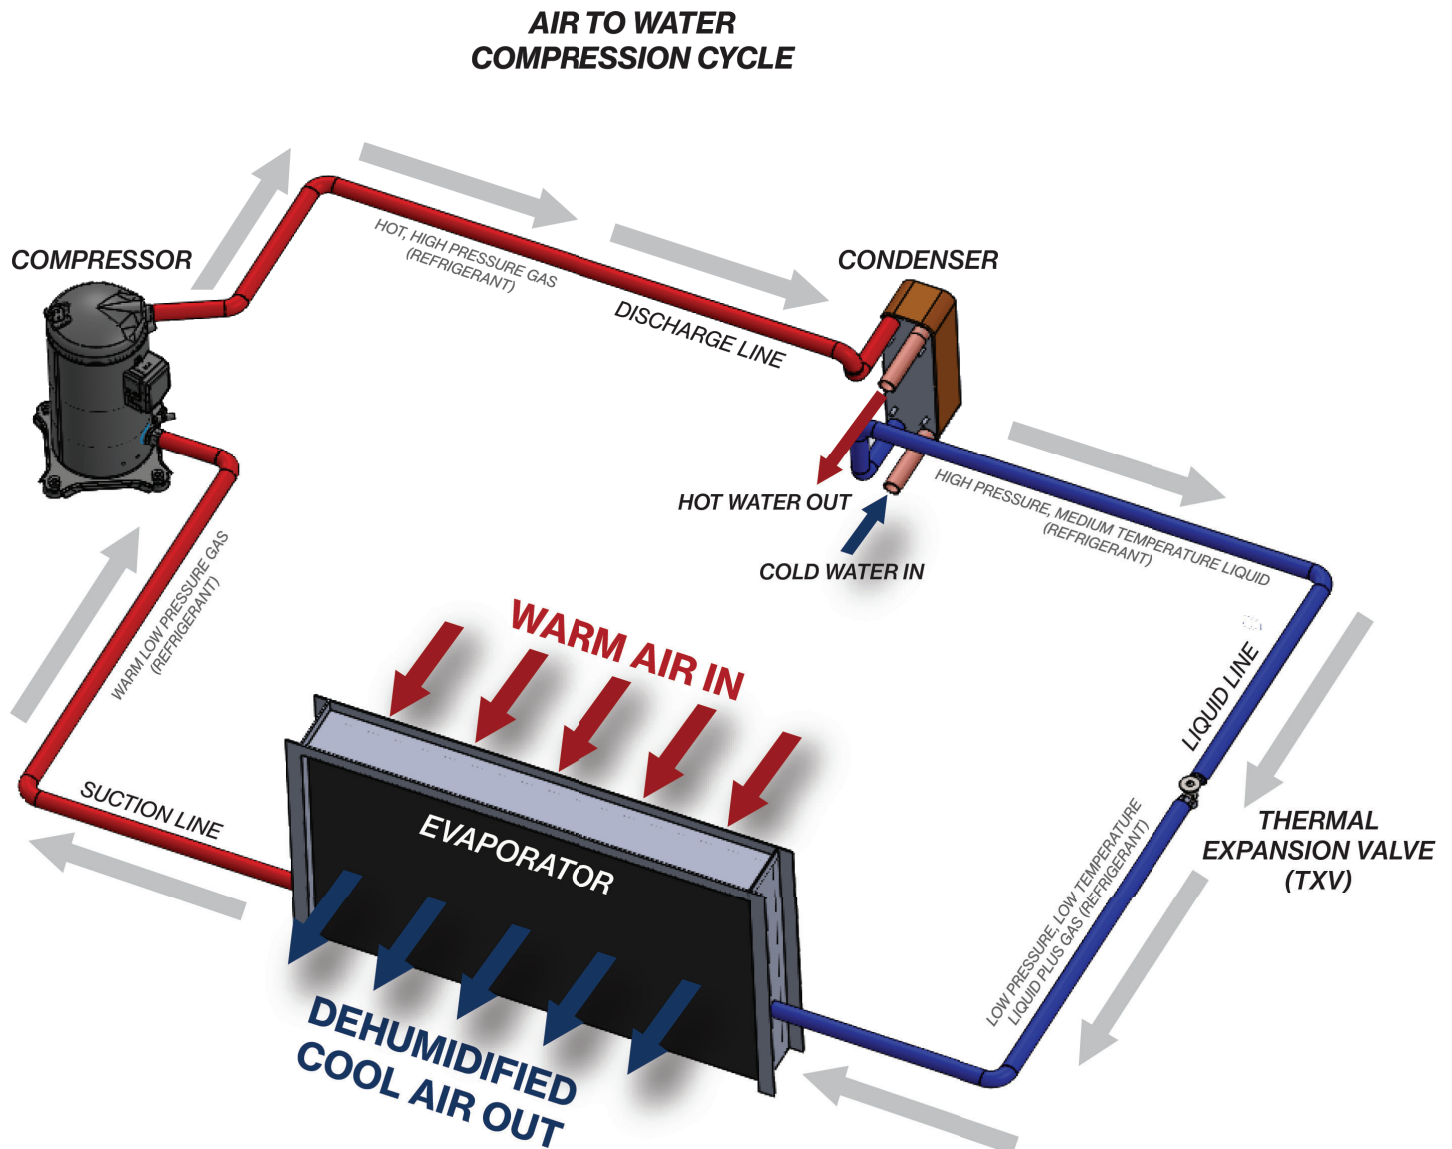 AIR TO WATER
COMPRESSION CYCLE
COMPRESSOR
HOT, HIGH PRESSURE GAS
(REFRIGERANT)
DISCHARGE LINE
CONDENSER
HOT WATER OUT
COLD WATER IN
HIGH PRESSURE, MEDIUM TEMPERATURE LIQUID
(REFRIGERANT)
LIQUID LINE
THERMAL
EXPANSION VALVE
(TXV)
LOW PRESSURE, LOW TEMPERATURE
LIQUID PLUS GAS (REFRIGERANT)
WARM AIR IN
EVAPORATOR
DEHUMIDIFIED
COOL AIR OUT
SUCTION LINE
WARM LOW PRESSURE GAS
(REFRIGERANT)